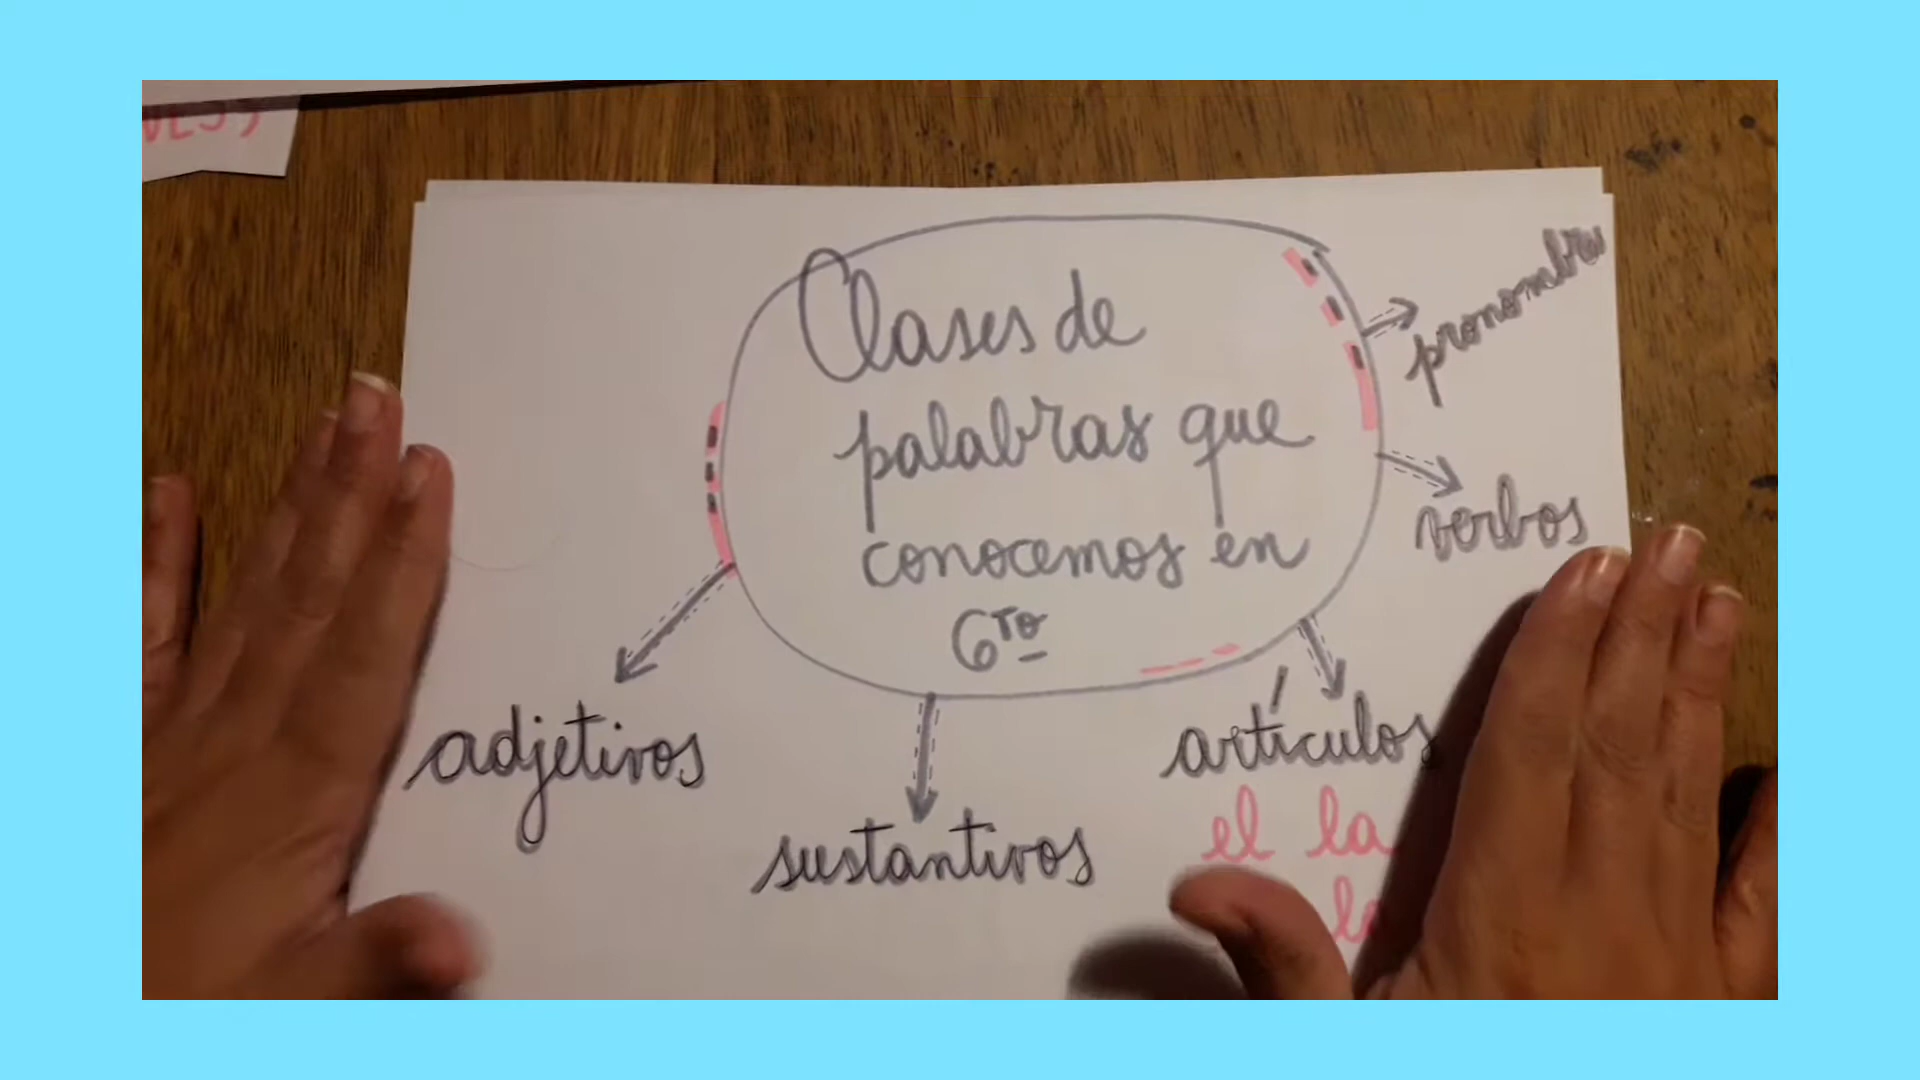 Clases de
palabras que
conocemos en
6to
pronombres
verbos
artículos
el la
adjetivos
sustantivos